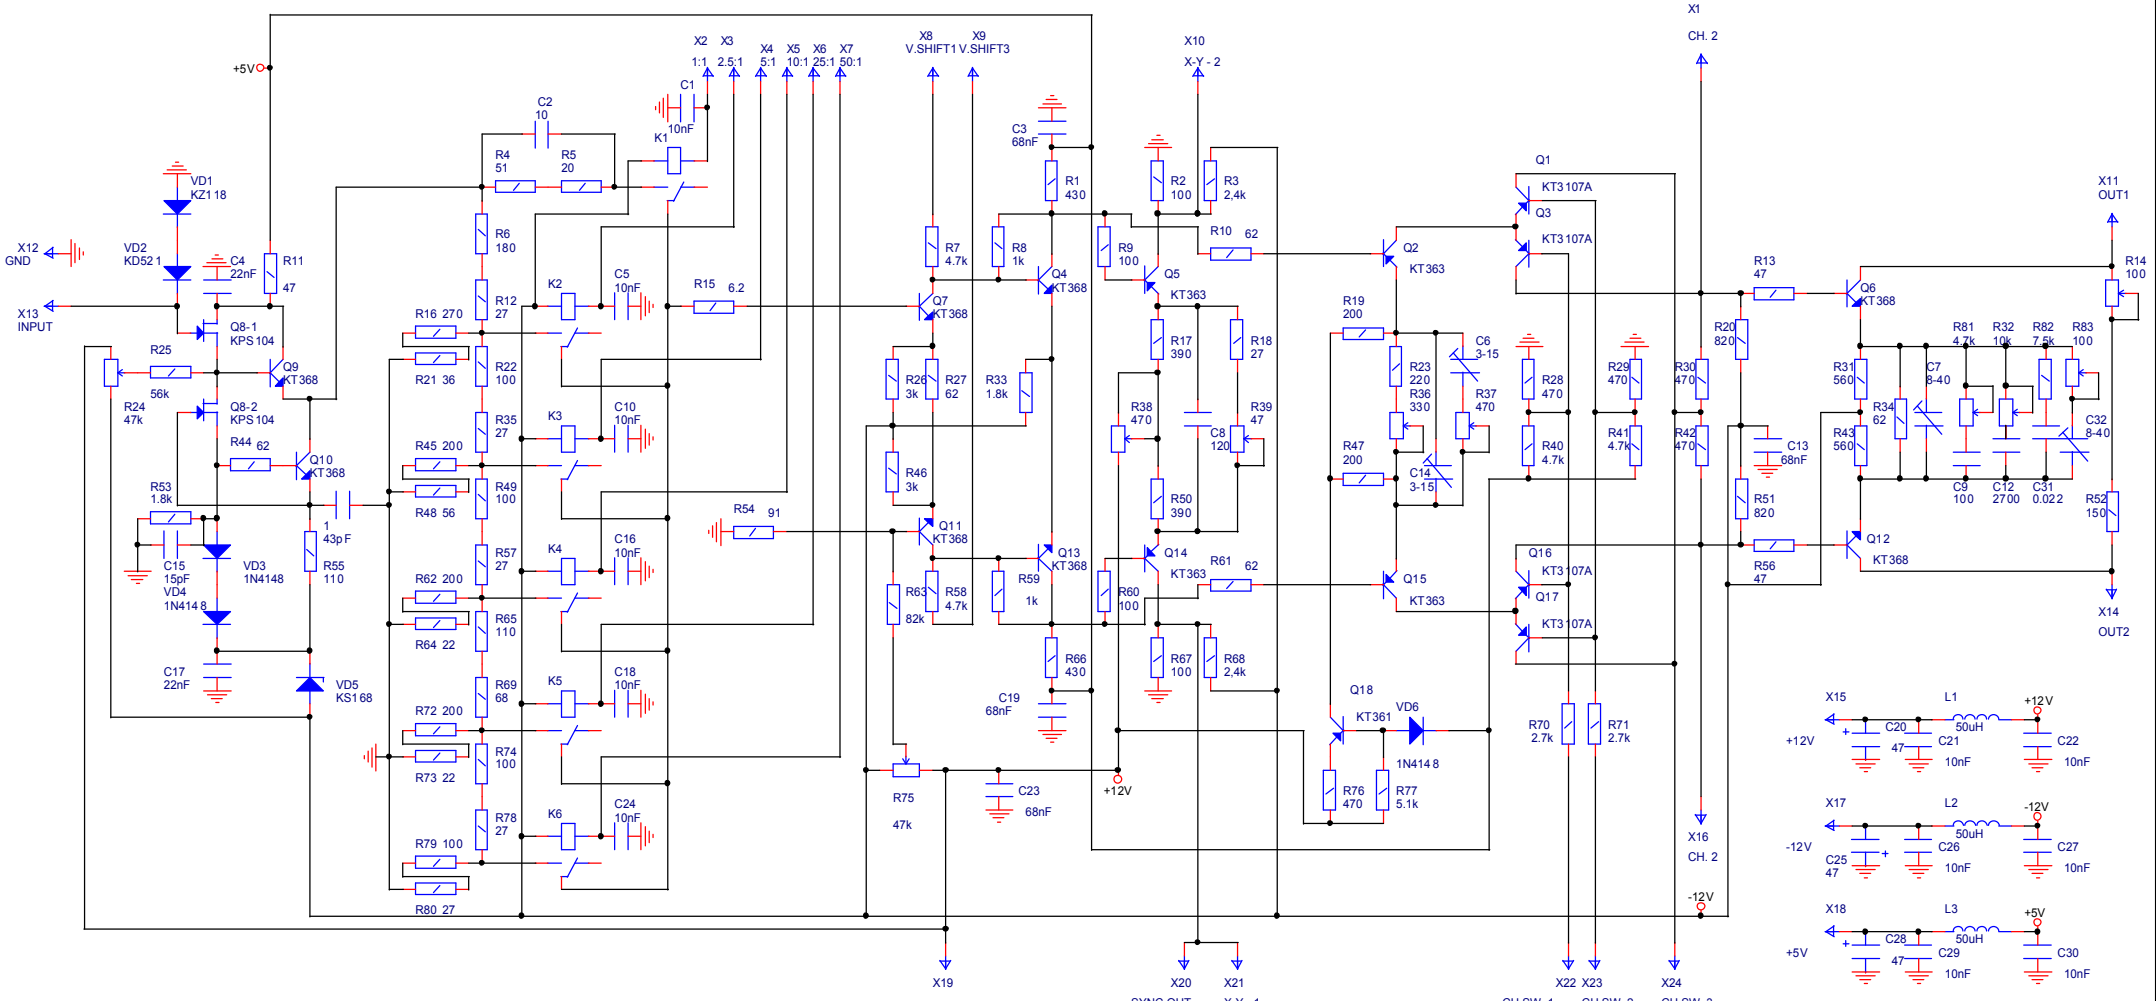 X1
CH. 2
X2
1:1
X3
2.5:1
X4
5:1
X5
10:1
X6
25:1
X7
50:1
X8
V.SHIFT1
X9
V.SHIFT3
X10
X-Y - 2
+5V
C1
10nF
K1
C2
10
R4
51
R5
20
C3
68nF
R1
430
R2
100
R3
2,4k
Q1
KT3107A
Q3
KT3107A
X11
OUT1
VD1
KZ118
VD2
KD521
X12
GND
X13
INPUT
C4
22nF
R11
47
R6
180
R7
4.7k
R8
1k
R9
100
R10
62
Q2
KT363
Q4
KT368
Q5
KT363
R13
47
Q6
KT368
R14
100
K2
C5
10nF
R12
27
R15
6.2
Q7
KT368
R16 270
Q8-1
KPS104
R25
56k
Q9
KT368
R21 36
R22
100
R24
47k
Q8-2
KPS104
R26
3k
R27
62
R33
1.8k
R17
390
R18
27
R19
200
R23
220
R36
330
C6
3-15
R37
470
R28
470
R29
470
R30
470
R20
820
R31
560
R34
62
C7
8-40
R81
4.7k
R32
10k
R82
7.5k
R83
100
C32
8-40
R35
27
K3
C10
10nF
R38
470
C8
120
R39
47
R40
4.7k
R41
4.7k
R42
470
C13
68nF
R43
560
R44
62
Q10
KT368
R45 200
R46
3k
R47
200
C14
3-15
C9
100
C12
2700
C31
0.022
R49
100
R48 56
R50
390
R51
820
R52
150
R53
1.8k
1
43pF
R55
110
R54
91
Q11
KT368
Q13
KT368
Q14
KT363
R61
62
Q16
KT3107A
Q17
KT3107A
R56
47
Q12
KT368
C15
15pF
VD4
1N4148
VD3
1N4148
R57
27
K4
C16
10nF
R62 200
R63
82k
R58
4.7k
R59
1k
R60
100
Q15
KT363
X14
OUT2
R65
110
R64 22
R66
430
R67
100
R68
2,4k
C17
22nF
VD5
KS168
R69
68
K5
C18
10nF
C19
68nF
Q18
KT361
VD6
1N4148
R72 200
R74
100
R73 22
R70
2.7k
R71
2.7k
X15
+12V
C20
47
C21
10nF
L1
50uH
+12V
C22
10nF
R75
47k
C23
68nF
+12V
R76
470
R77
5.1k
K6
C24
10nF
R78
27
R79 100
X16
CH. 2
X17
-12V
C25
47
C26
10nF
L2
50uH
-12V
C27
10nF
R80 27
-12V
X18
+5V
C28
47
C29
10nF
L3
50uH
+5V
C30
10nF
X19
X20
X21
X22
X23
X24